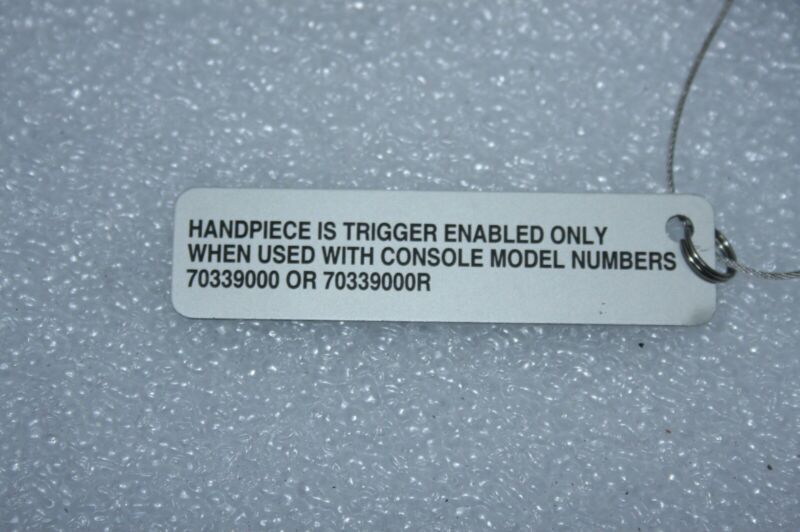 HANDPIECE IS TRIGGER ENABLED ONLY
WHEN USED WITH CONSOLE MODEL NUMBERS
70339000 OR 70339000R